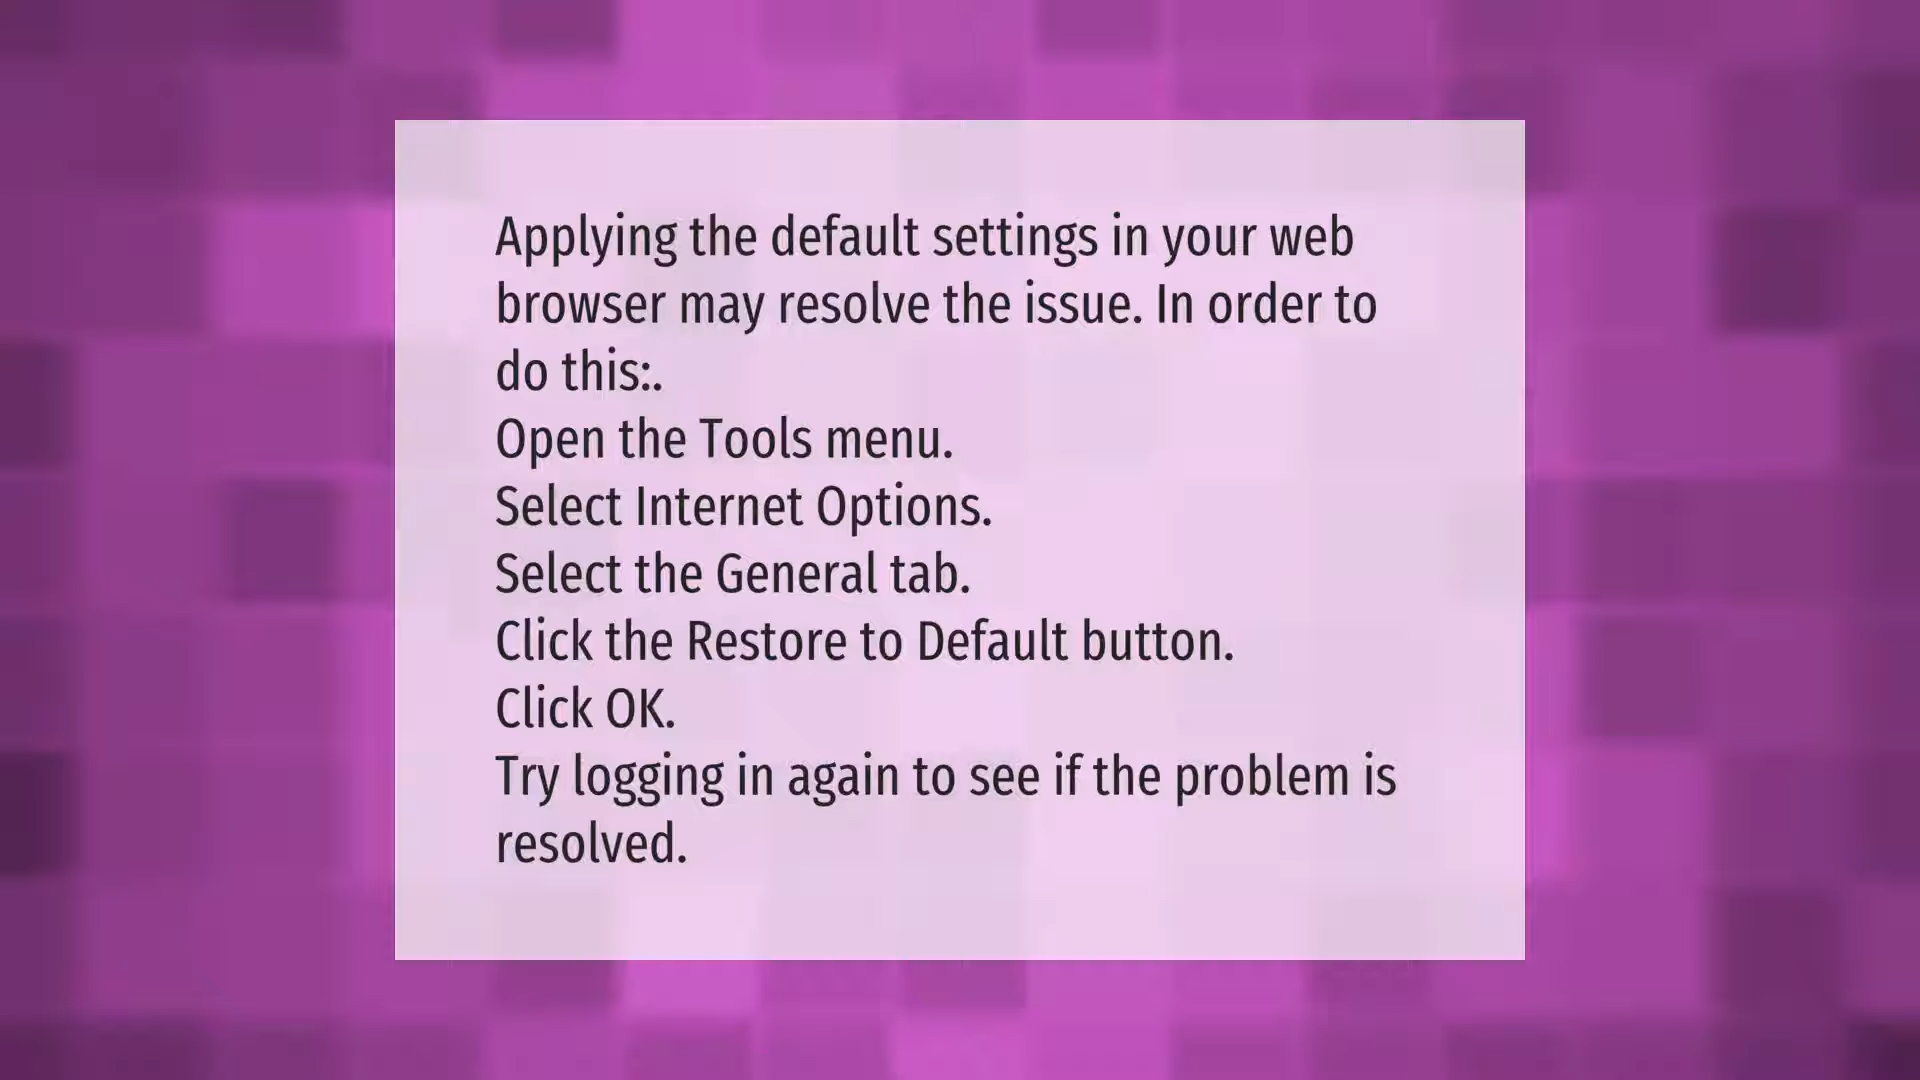 Applying the default settings in your web
browser may resolve the issue. In order to
do this:.
Open the Tools menu.
Select Internet Options.
Select the General tab.
Click the Restore to Default button.
Click OK.
Try logging in again to see if the problem is
resolved.